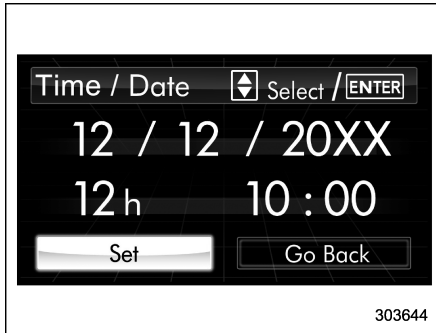 Time / Date Select / ENTER
12 / 12 / 20XX
12h 10:00
Set Go Back
303644